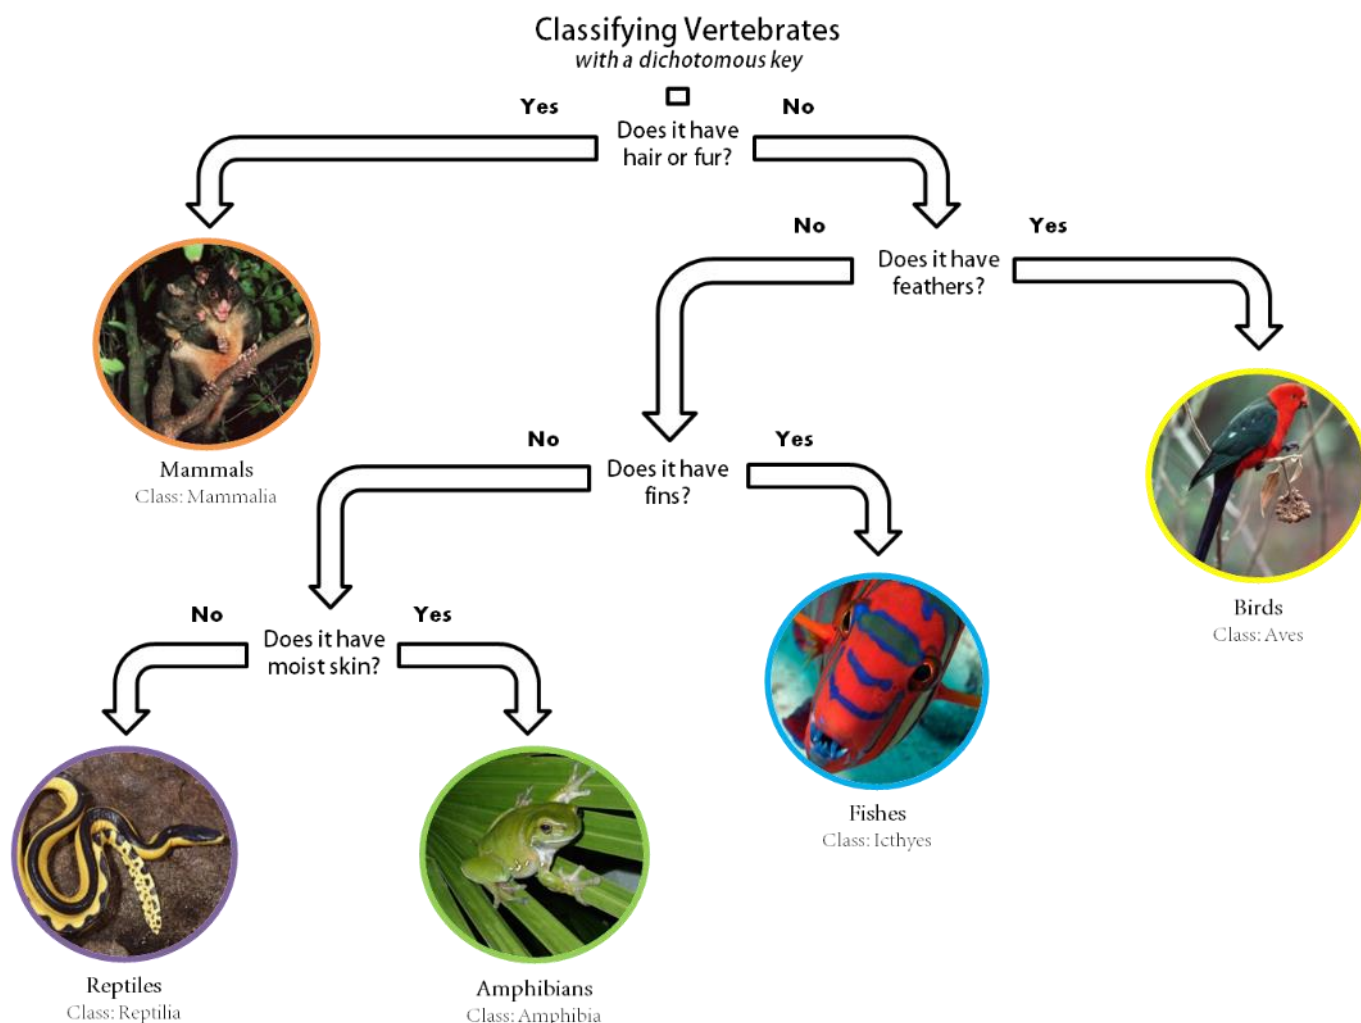 Classifying Vertebrates
with a dichotomous key
Yes
No
Does it have
hair or fur?
No
Yes
Does it have
feathers?
Mammals
Class: Mammalia
No
Yes
Does it have
fins?
Birds
Class: Aves
No
Yes
Does it have
moist skin?
Fishes
Class: Icthyes
Reptiles
Class: Reptilia
Amphibians
Class: Amphibia